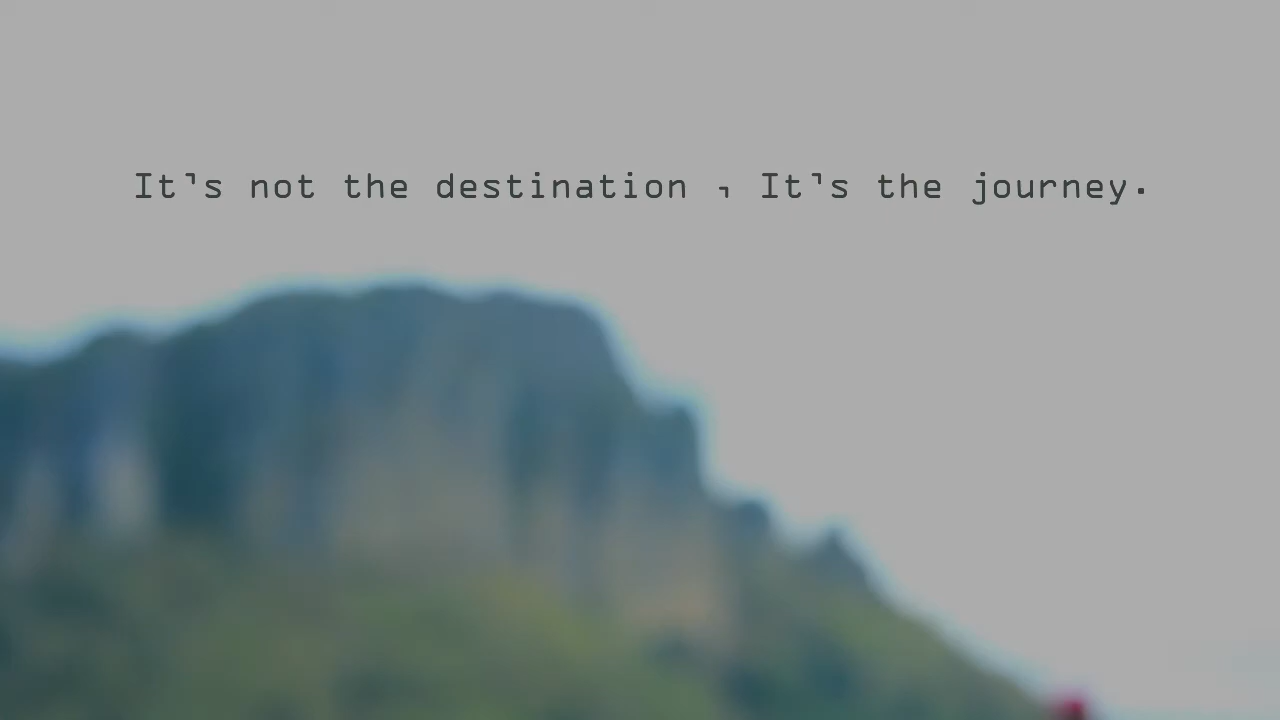 It's not the destination , It's the journey.